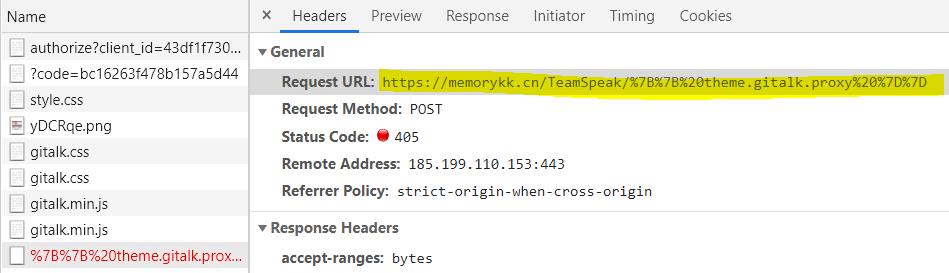 Name
authorize?client_id=43df1f730...
?code=bc16263f478b157a5d44
style.css
yDCRqe.png
gitalk.css
gitalk.css
gitalk.min.js
gitalk.min.js
%7B%7B%20theme.gitalk.prox...
× Headers Preview Response Initiator Timing Cookies
▼ General
Request URL: https://memorykk.cn/TeamSpeak/%7B%7B%20theme.gitalk.proxy%20%7D%7D
Request Method: POST
Status Code: 405
Remote Address: 185.199.110.153:443
Referrer Policy: strict-origin-when-cross-origin
▼ Response Headers
accept-ranges: bytes